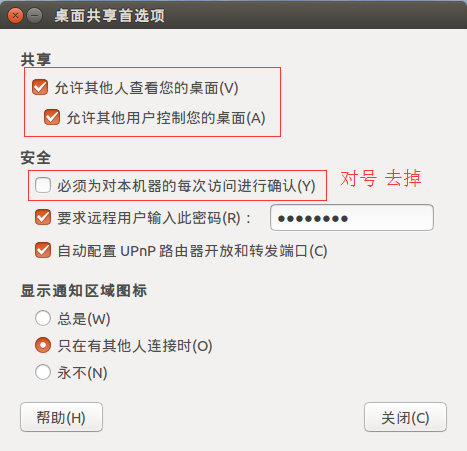 桌面共享首选项
共享
允许其他人查看您的桌面(V)
允许其他用户控制您的桌面(A)
安全
必须为对本机器的每次访问进行确认(Y) 对号 去掉
要求远程用户输入此密码(R)： ●●●●●●●●
自动配置 UPnP 路由器开放和转发端口(C)
显示通知区域图标
总是(W)
只在有其他人连接时(O)
永不(N)
帮助(H) 关闭(C)